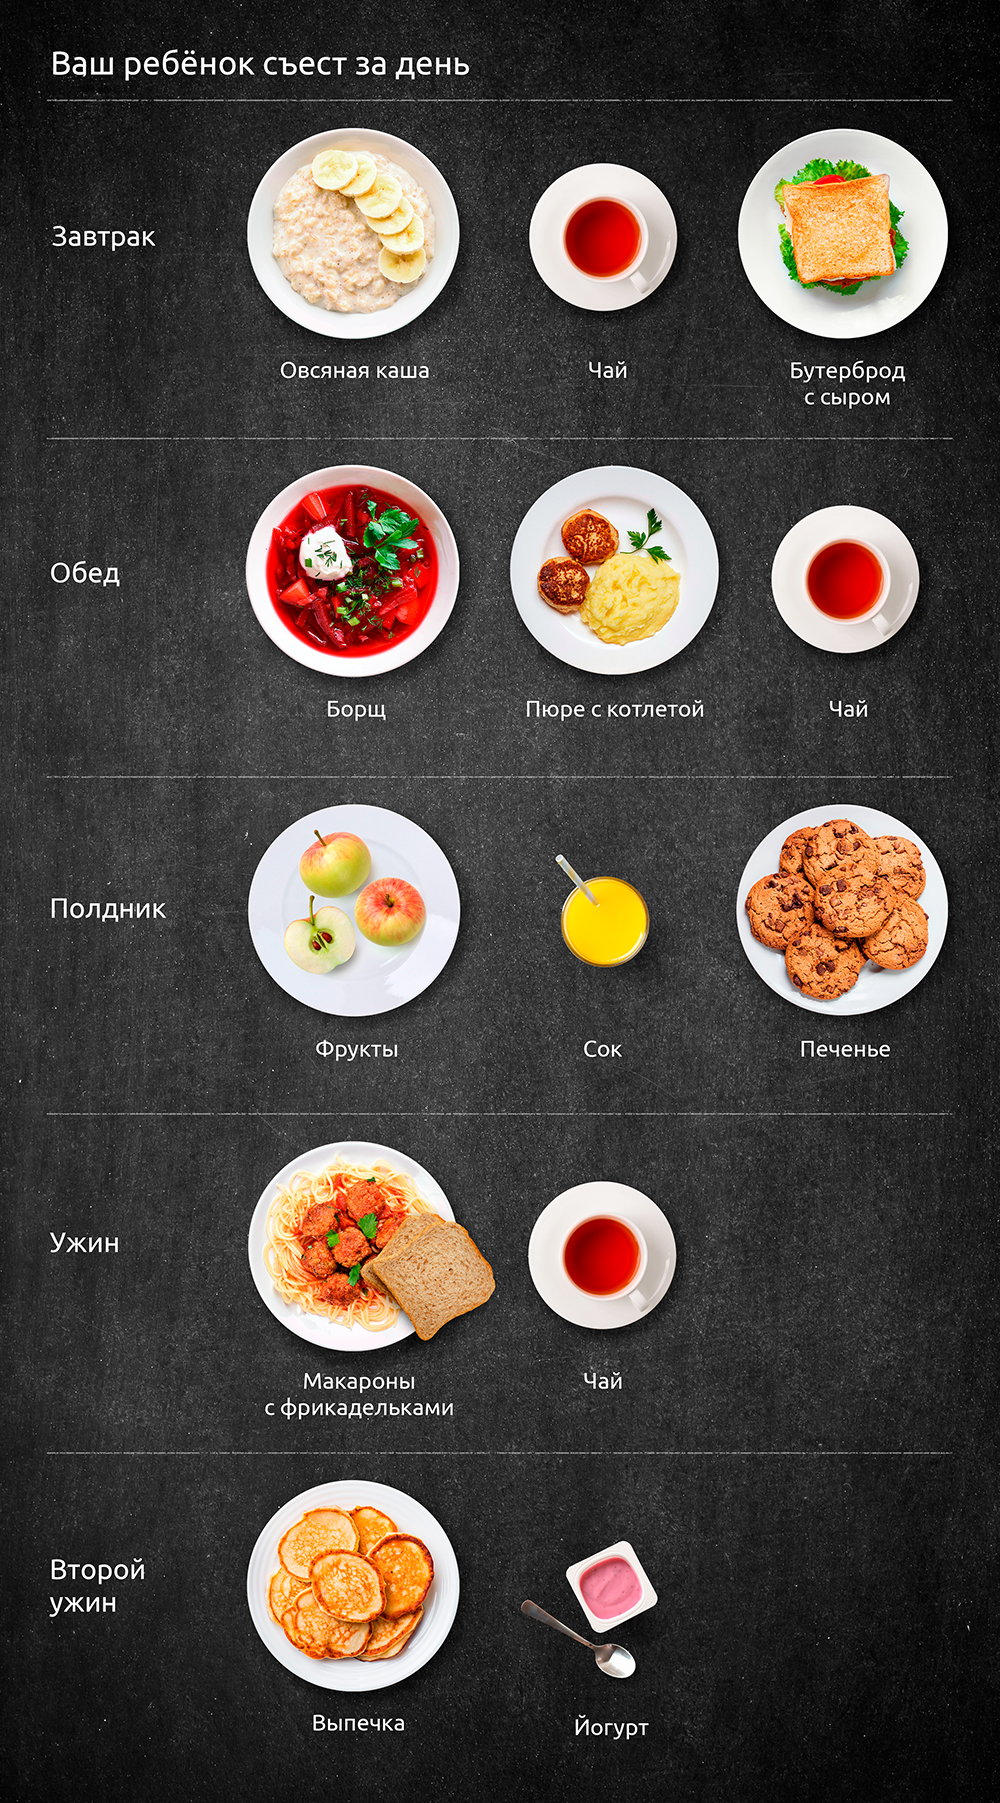 Ваш ребёнок съест за день
Завтрак
Овсяная каша
Чай
Бутерброд
с сыром
Обед
Борщ
Пюре с котлетой
Чай
Полдник
Фрукты
Сок
Печенье
Ужин
Макароны
с фрикадельками
Чай
Второй
ужин
Выпечка
Йогурт